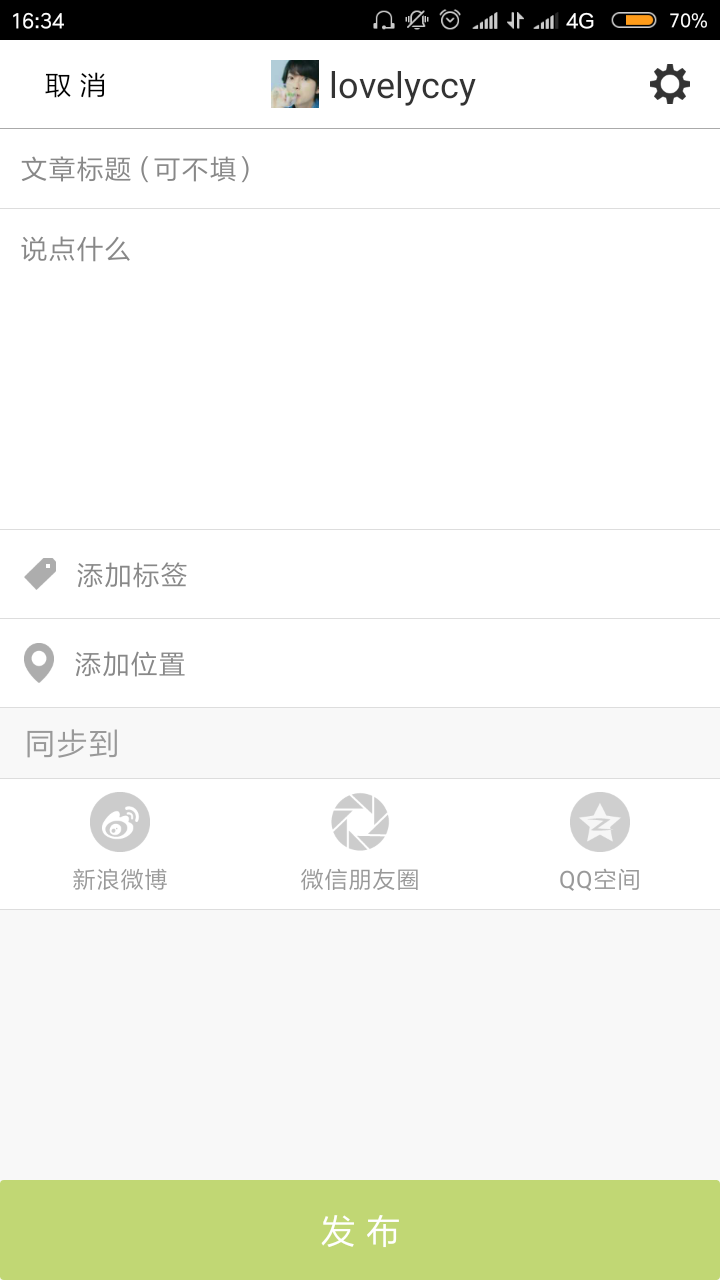 16:34 4G 70%
取消 lovelyccy
文章标题(可不填)
说点什么
添加标签
添加位置
同步到
新浪微博 微信朋友圈 QQ空间
发布